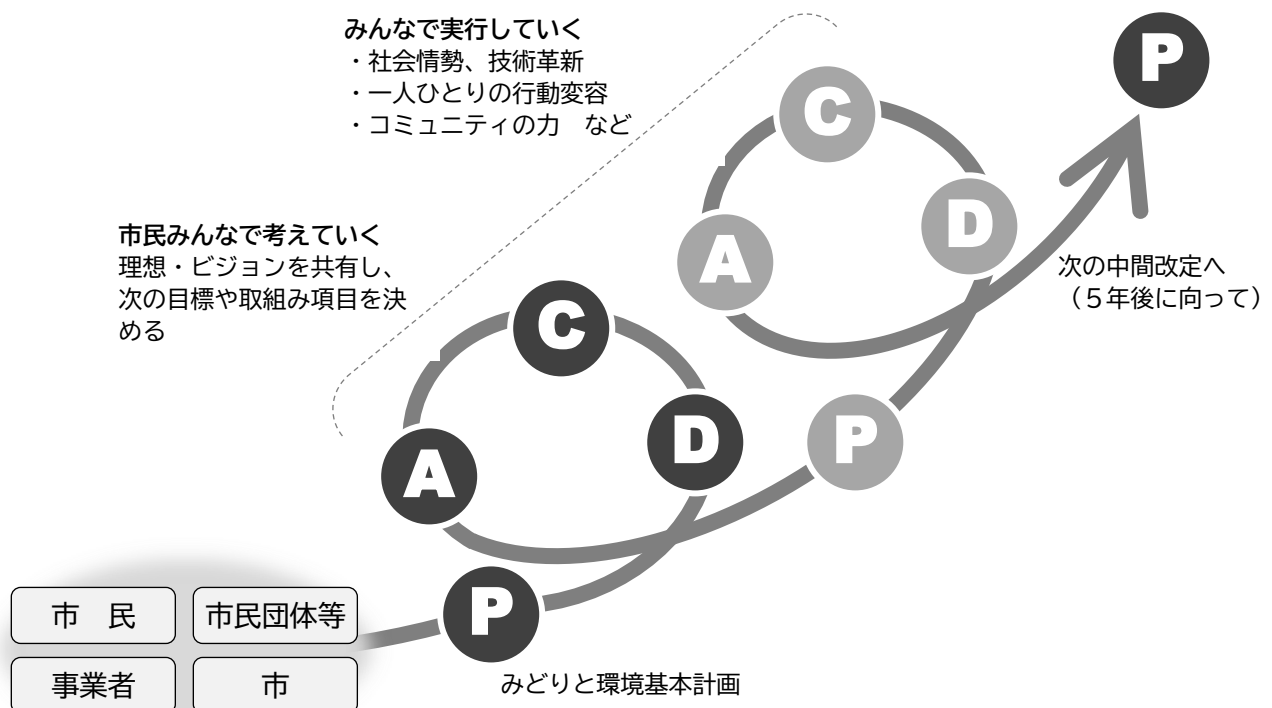 みんなで実行していく
・社会情勢、技術革新
・一人ひとりの行動変容
・コミュニティの力　など
P
C
D
A
市民みんなで考えていく
理想・ビジョンを共有し、
次の目標や取組み項目を決
める
次の中間改定へ
（５年後に向って）
C
D
P
A
P
市　民
市民団体等
事業者
市
みどりと環境基本計画